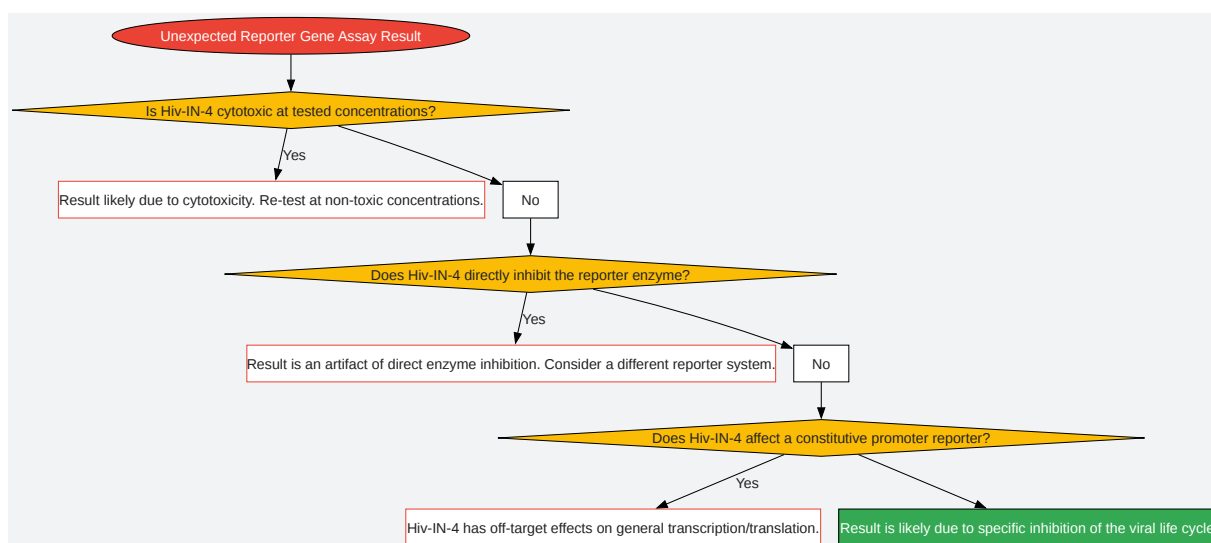 Unexpected Reporter Gene Assay Result
Is Hiv-IN-4 cytotoxic at tested concentrations?
Yes
Result likely due to cytotoxicity. Re-test at non-toxic concentrations.
No
Does Hiv-IN-4 directly inhibit the reporter enzyme?
Yes
Result is an artifact of direct enzyme inhibition. Consider a different reporter system.
No
Does Hiv-IN-4 affect a constitutive promoter reporter?
Yes
Hiv-IN-4 has off-target effects on general transcription/translation.
Result is likely due to specific inhibition of the viral life cycle